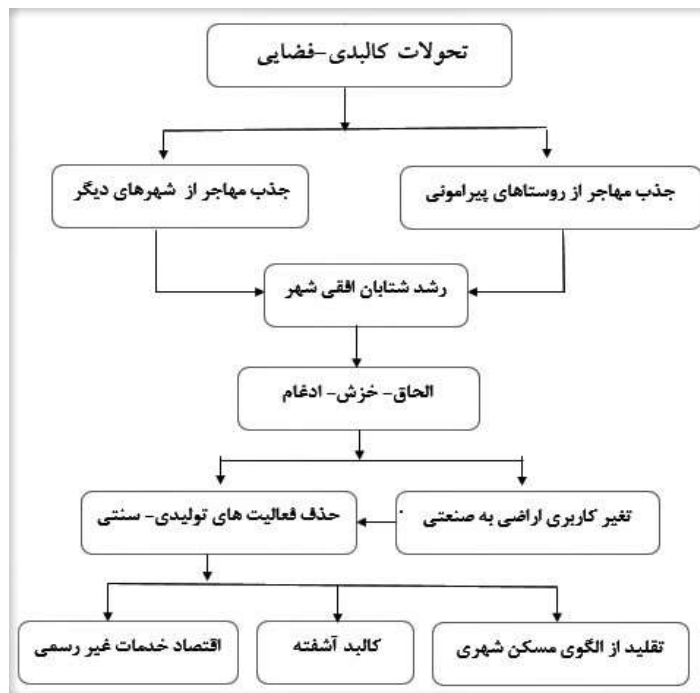 تحولات کالبدی-فضایی
جذب مهاجر از روستاهای پیرامونی
جذب مهاجر از شهرهای دیگر
رشد شتابان افقی شهر
الحاق- خزش- ادغام
تغیر کاربری اراضی به صنعتی
حذف فعالیت های تولیدی- سنتی
تقلید از الگوی مسکن شهری
کالبد آشفته
اقتصاد خدمات غیر رسمی